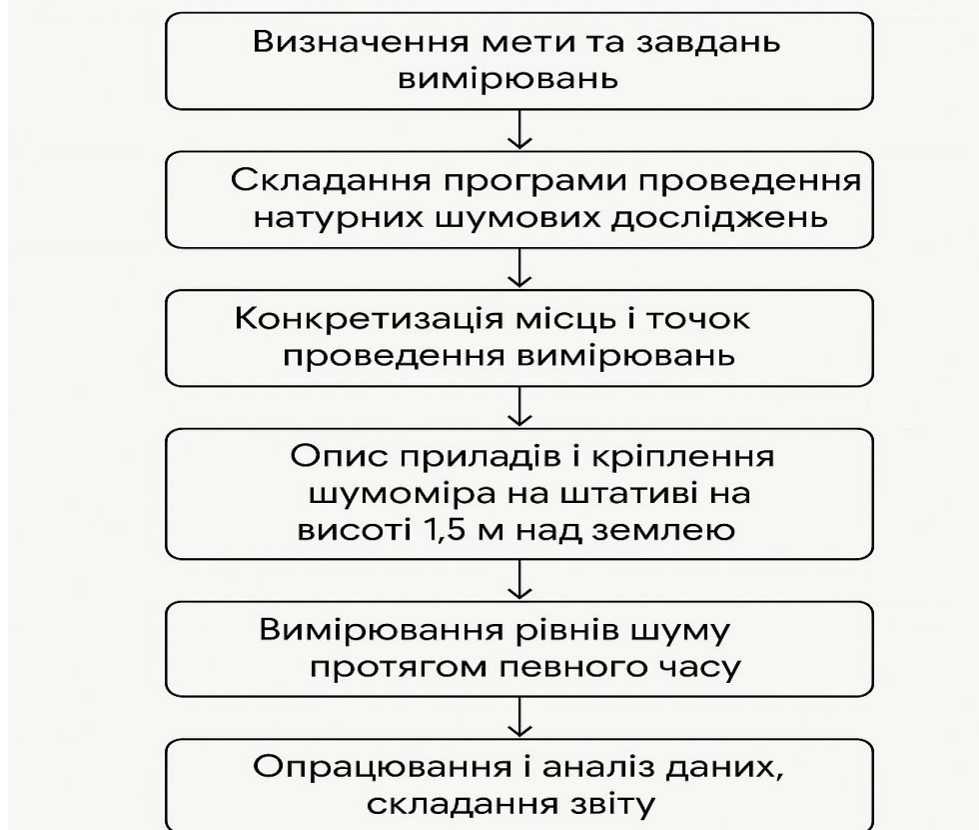 Визначення мети та завдань
вимірювань
Складання програми проведення
натурних шумових досліджень
Конкретизація місць і точок
проведення вимірювань
Опис приладів і кріплення
шумоміра на штативі на
висоті 1,5 м над землею
Вимірювання рівнів шуму
протягом певного часу
Опрацювання і аналіз даних,
складання звіту